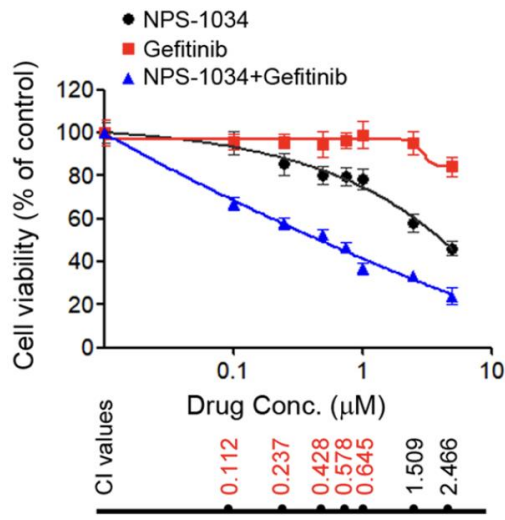 NPS-1034
Gefitinib
NPS-1034+Gefitinib
Cell viability (% of control)
120
100
80
60
40
20
0
0.1 1 10
Drug Conc. (μM)
CI values 0.112 0.237 0.428 0.578 0.645 1.509 2.466